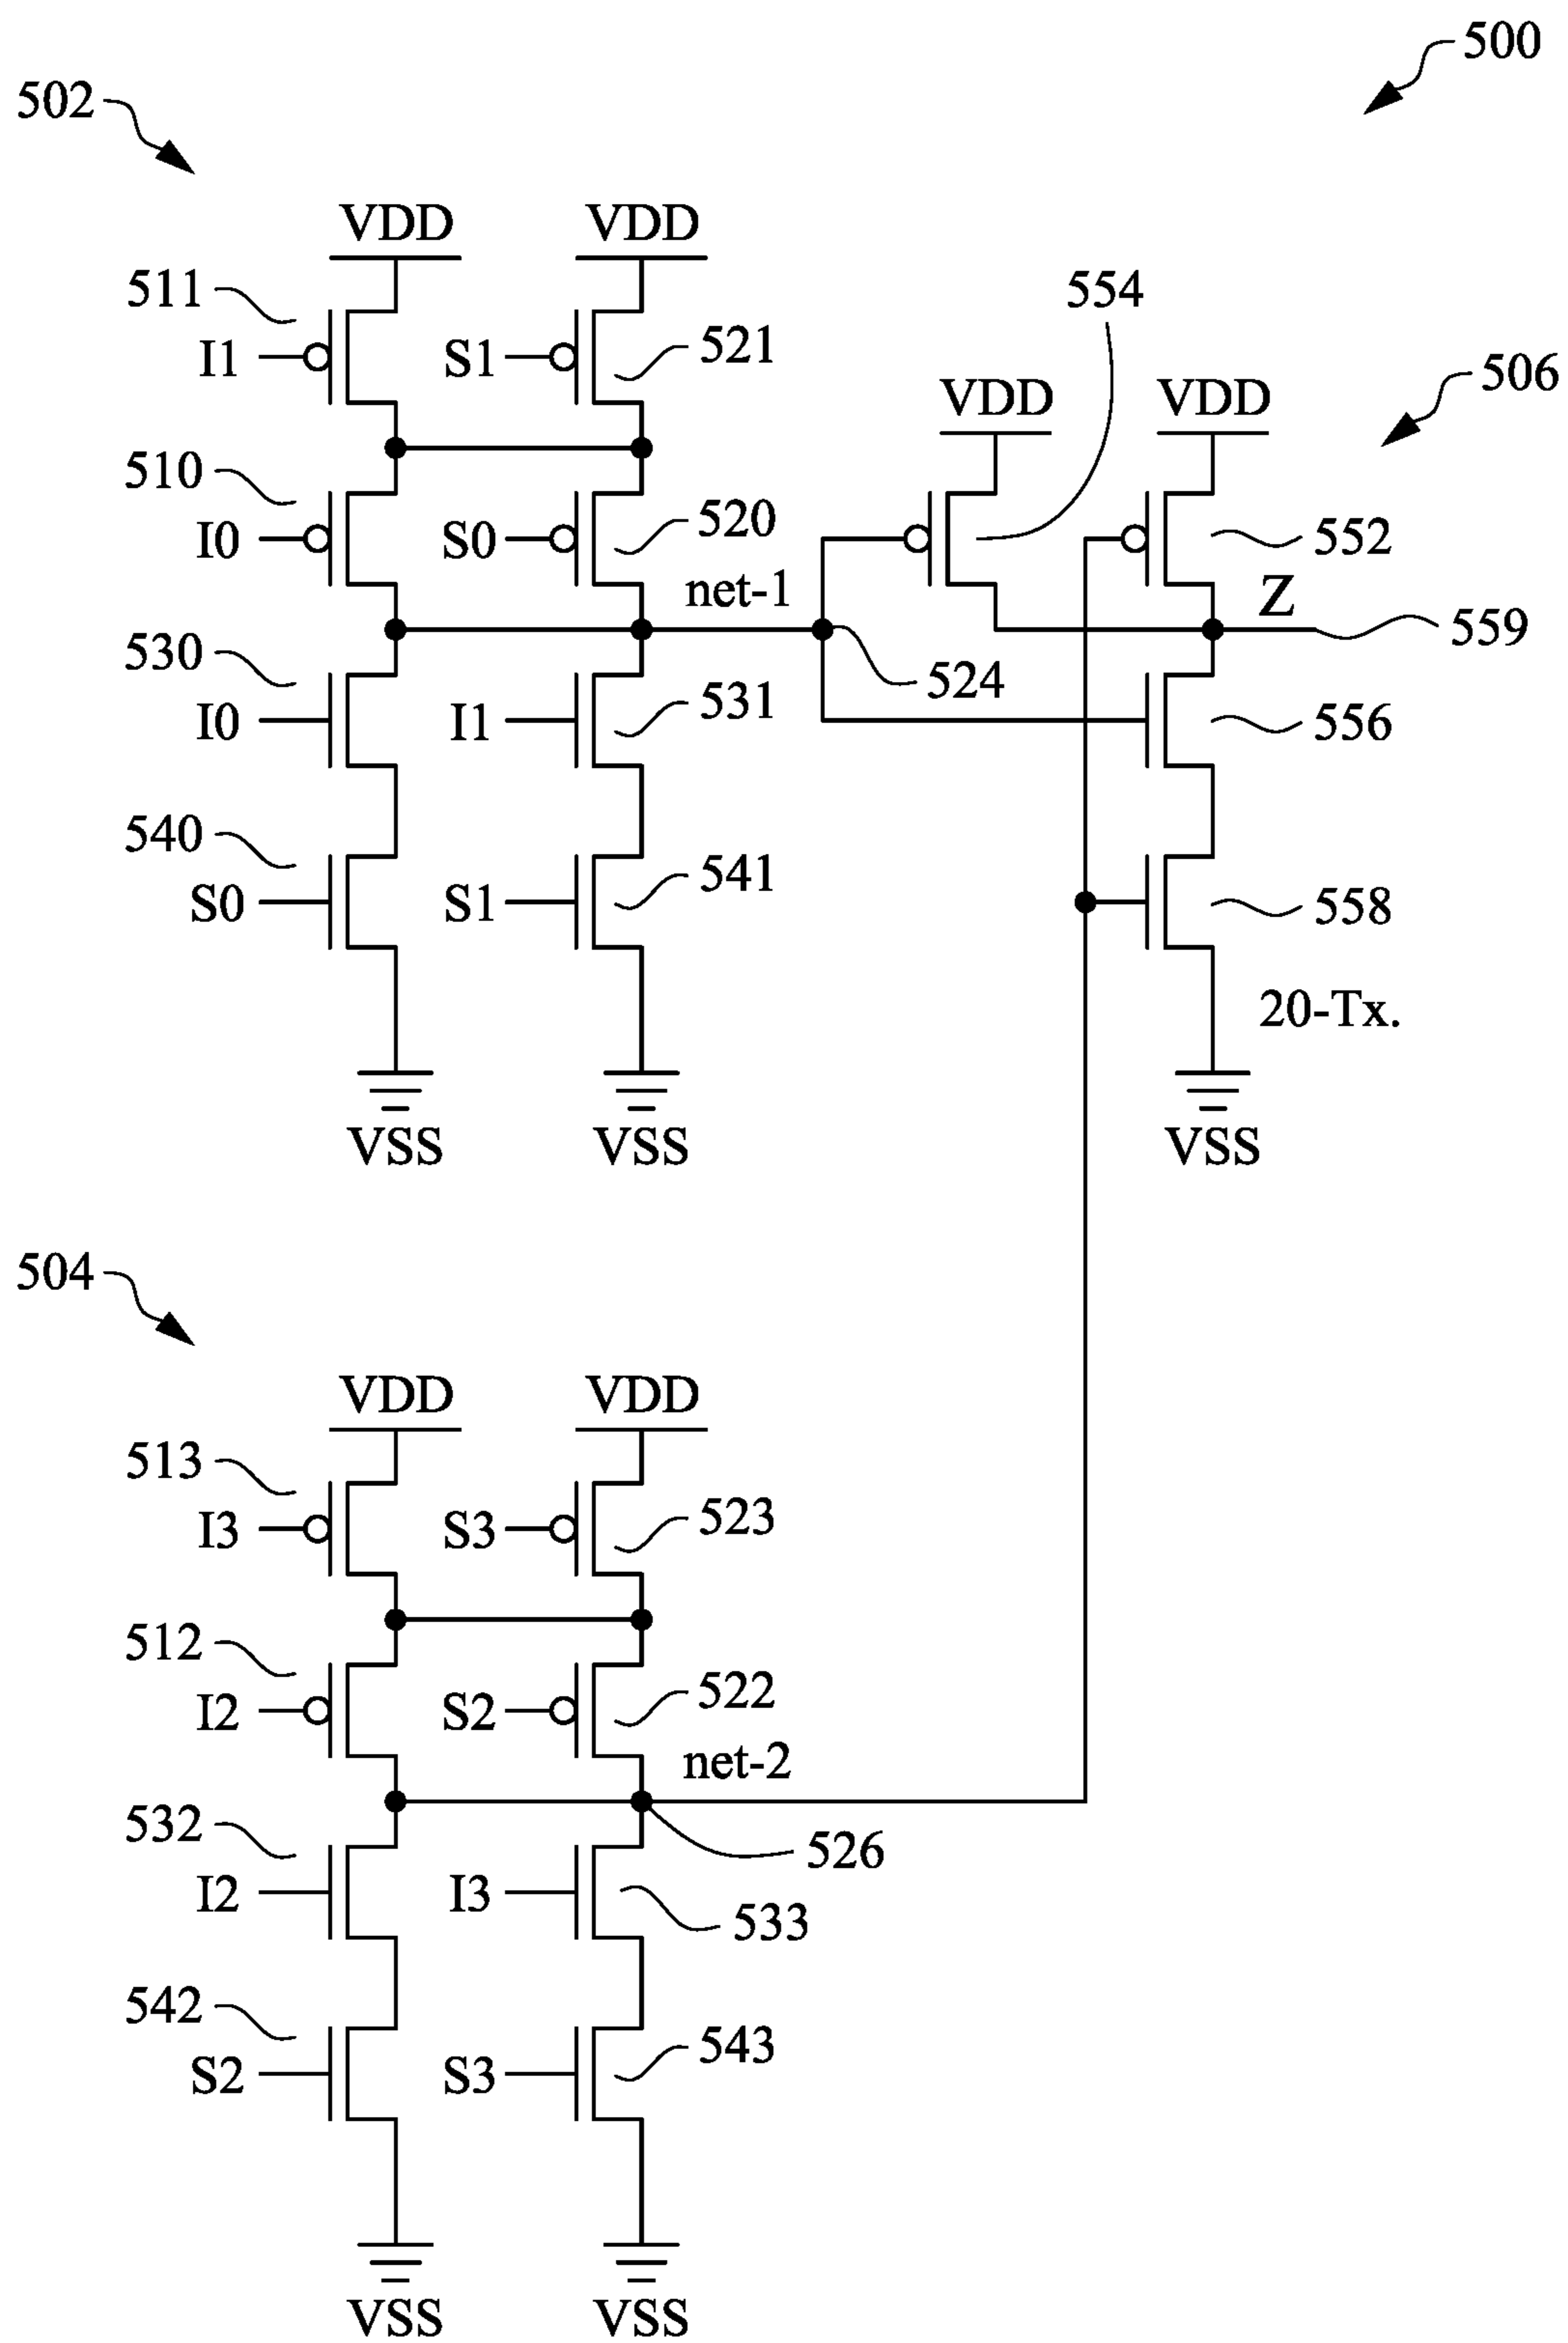 500
502
VDD VDD
511 I1 S1 521
554
506
VDD VDD
510 I0 S0 520
552
net-1
Z
559
530 I0 I1 531
524
556
540 S0 S1 541
558
20-Tx.
VSS VSS VSS
504
VDD VDD
513 I3 S3 523
512 I2 S2 522
net-2
532 I2 I3 533
526
542 S2 S3 543
VSS VSS